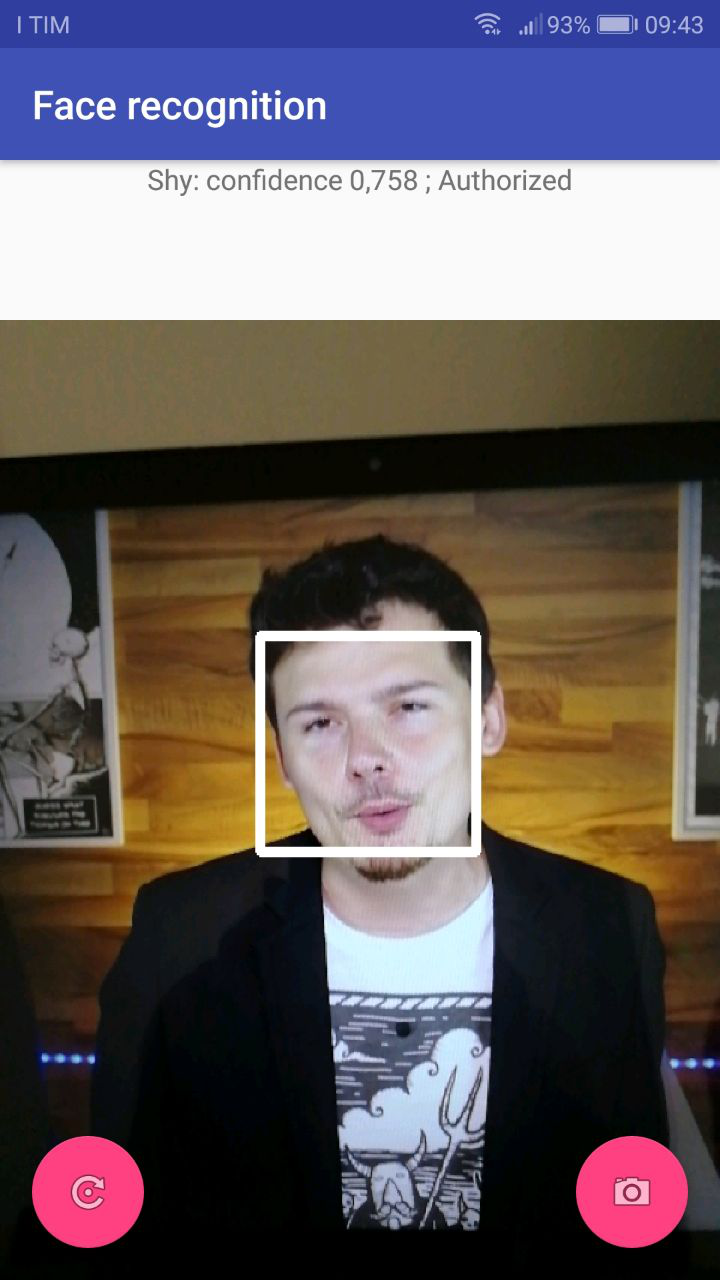 I TIM 93% 09:43
Face recognition
Shy: confidence 0,758 ; Authorized